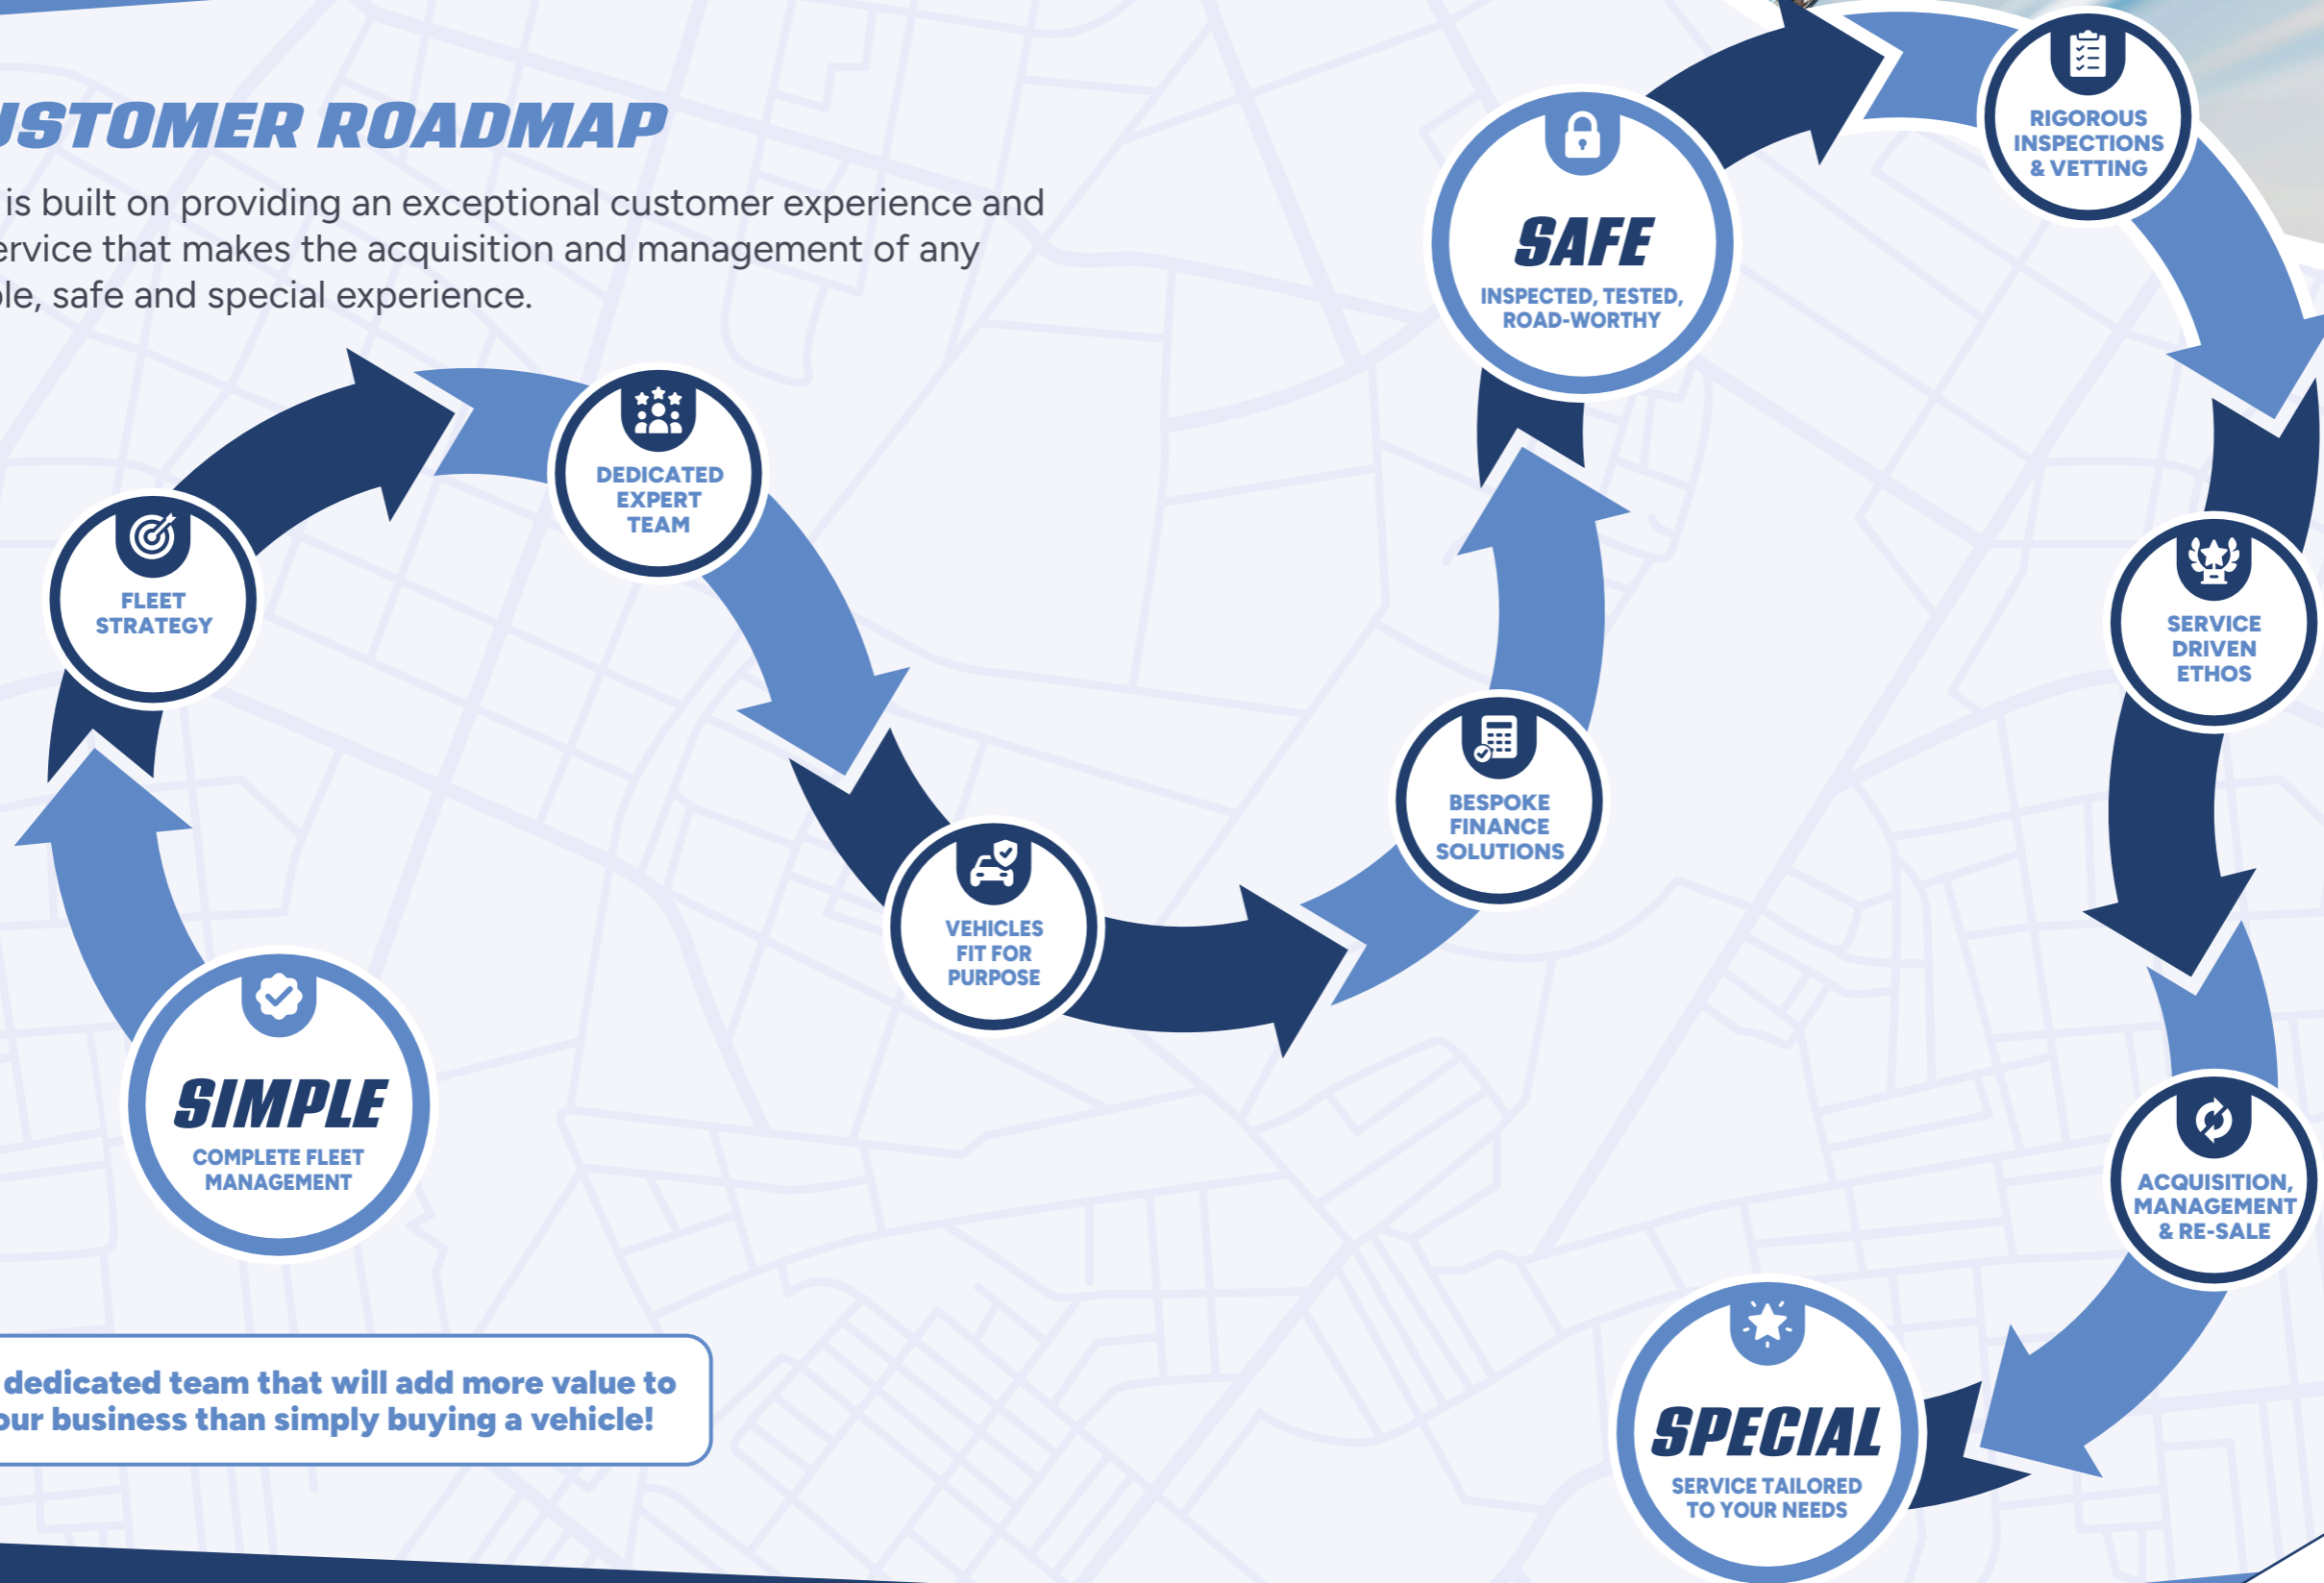 USTOMER ROADMAP
is built on providing an exceptional customer experience and
ervice that makes the acquisition and management of any
ple, safe and special experience.
SIMPLE
COMPLETE FLEET
MANAGEMENT
FLEET
STRATEGY
DEDICATED
EXPERT
TEAM
VEHICLES
FIT FOR
PURPOSE
BESPOKE
FINANCE
SOLUTIONS
SAFE
INSPECTED, TESTED,
ROAD-WORTHY
RIGOROUS
INSPECTIONS
& VETTING
SERVICE
DRIVEN
ETHOS
ACQUISITION,
MANAGEMENT
& RE-SALE
SPECIAL
SERVICE TAILORED
TO YOUR NEEDS
dedicated team that will add more value to
our business than simply buying a vehicle!